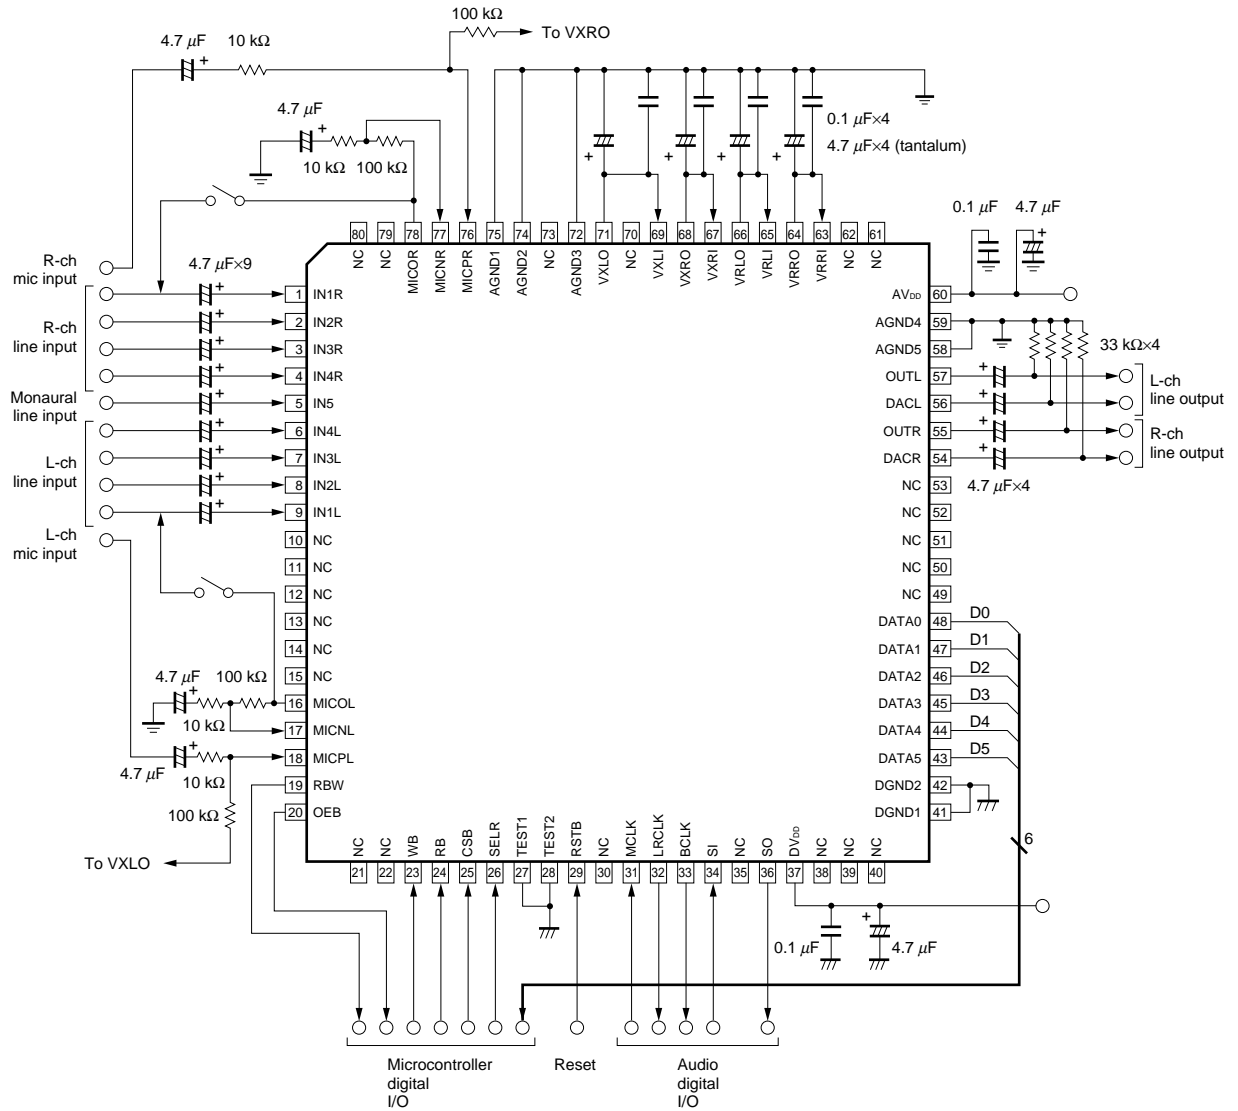 100 kΩ
To VXRO
4.7 µF
+
10 kΩ
4.7 µF
+
10 kΩ
100 kΩ
0.1 µF×4
4.7 µF×4 (tantalum)
+
+
+
+
0.1 µF
4.7 µF
+
80 79 78 77 76 75 74 73 72 71 70 69 68 67 66 65 64 63 62 61
NC NC MICOR MICNR MICPR AGND1 AGND2 NC AGND3 VXLO NC VXLI VXRO VXRI VRLO VRLI VRRO VRRI NC NC
R-ch
mic input
4.7 µF×9
R-ch
line input
Monaural
line input
L-ch
line input
L-ch
mic input
+ 1 IN1R
+ 2 IN2R
+ 3 IN3R
+ 4 IN4R
+ 5 IN5
+ 6 IN4L
+ 7 IN3L
+ 8 IN2L
+ 9 IN1L
10 NC
11 NC
12 NC
13 NC
14 NC
15 NC
16 MICOL
17 MICNL
18 MICPL
19 RBW
20 OEB
4.7 µF
+
100 kΩ
10 kΩ
+
4.7 µF
10 kΩ
100 kΩ
To VXLO
AVDD 60
AGND4 59
AGND5 58
OUTL 57 +
DACL 56 +
OUTR 55 +
DACR 54 +
NC 53
NC 52
NC 51
NC 50
NC 49
DATA0 48 D0
DATA1 47 D1
DATA2 46 D2
DATA3 45 D3
DATA4 44 D4
DATA5 43 D5
DGND2 42
DGND1 41
33 kΩ×4
L-ch
line output
R-ch
line output
4.7 µF×4
6
NC NC WB RB CSB SELR TEST1 TEST2 RSTB NC MCLK LRCLK BCLK SI NC SO DVDD NC NC NC
21 22 23 24 25 26 27 28 29 30 31 32 33 34 35 36 37 38 39 40
0.1 µF
+
4.7 µF
Microcontroller
digital
I/O
Reset
Audio
digital
I/O